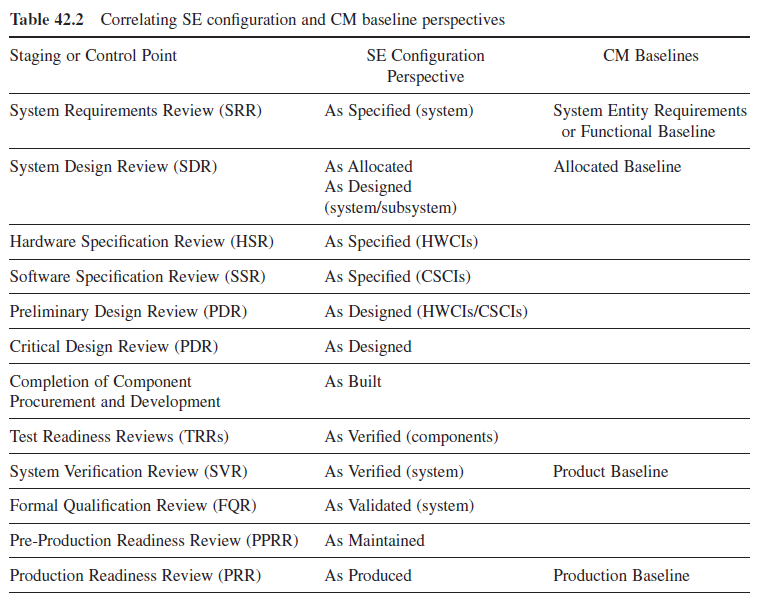 Table 42.2 Correlating SE configuration and CM baseline perspectives
Staging or Control Point SE Configuration CM Baselines
Perspective
System Requirements Review (SRR) As Specified (system) System Entity Requirements
or Functional Baseline
System Design Review (SDR) As Allocated Allocated Baseline
As Designed
(system/subsystem)
Hardware Specification Review (HSR) As Specified (HWCIs)
Software Specification Review (SSR) As Specified (CSCIs)
Preliminary Design Review (PDR) As Designed (HWCIs/CSCIs)
Critical Design Review (PDR) As Designed
Completion of Component As Built
Procurement and Development
Test Readiness Reviews (TRRs) As Verified (components)
System Verification Review (SVR) As Verified (system) Product Baseline
Formal Qualification Review (FQR) As Validated (system)
Pre-Production Readiness Review (PPRR) As Maintained
Production Readiness Review (PRR) As Produced Production Baseline